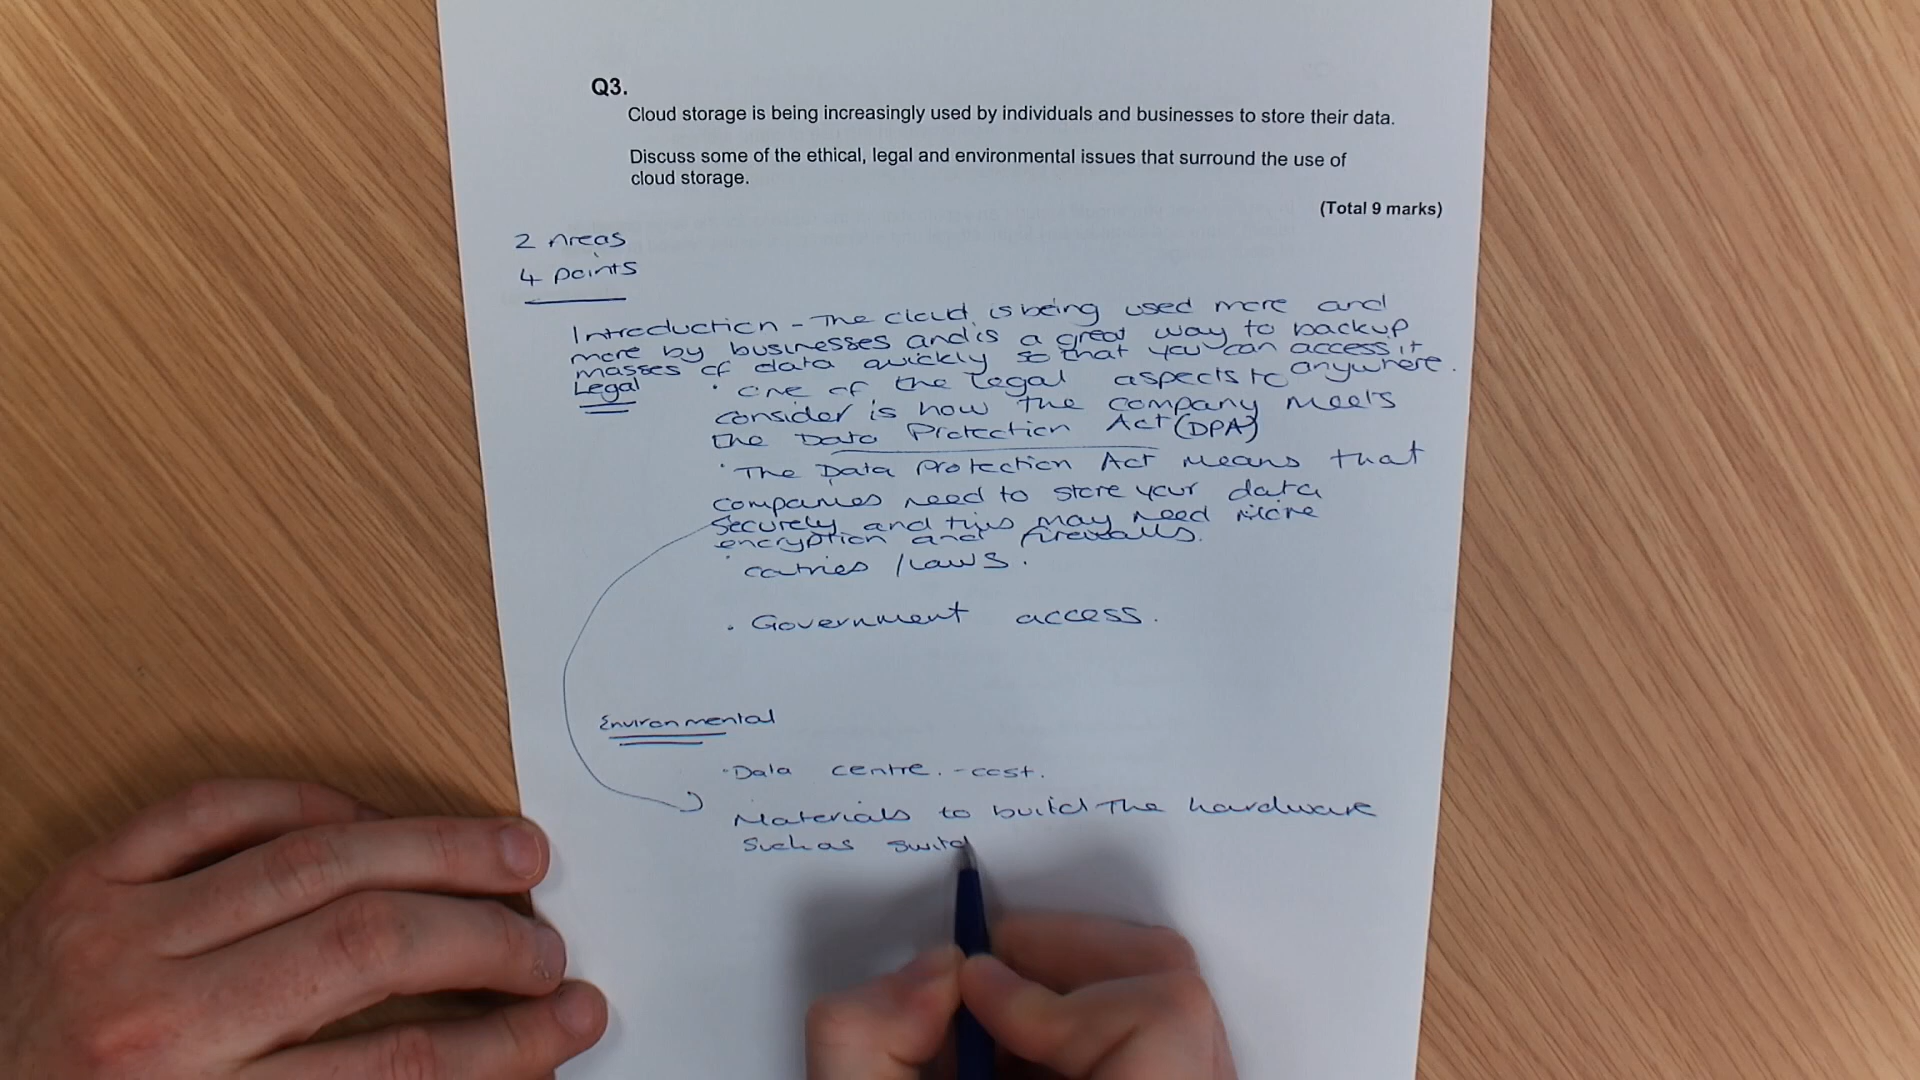 Q3.
Cloud storage is being increasingly used by individuals and businesses to store their data.
Discuss some of the ethical, legal and environmental issues that surround the use of
cloud storage.
(Total 9 marks)
2 Areas
4 points
Introduction - The cloud is being used more and
more by businesses and is a great way to backup
masses of data quickly so that you can access it
anywhere.
Legal
· One of the legal aspects to
consider is how the company meets
the Data Protection Act (DPA)
· The Data Protection Act means that
companies need to store your data
securely and this may need more
encryption and firewalls.
· Cotries / Laws.
· Government access.
Environmental
· Data centre. - cost.
Materials to build The hardware
Such as switch